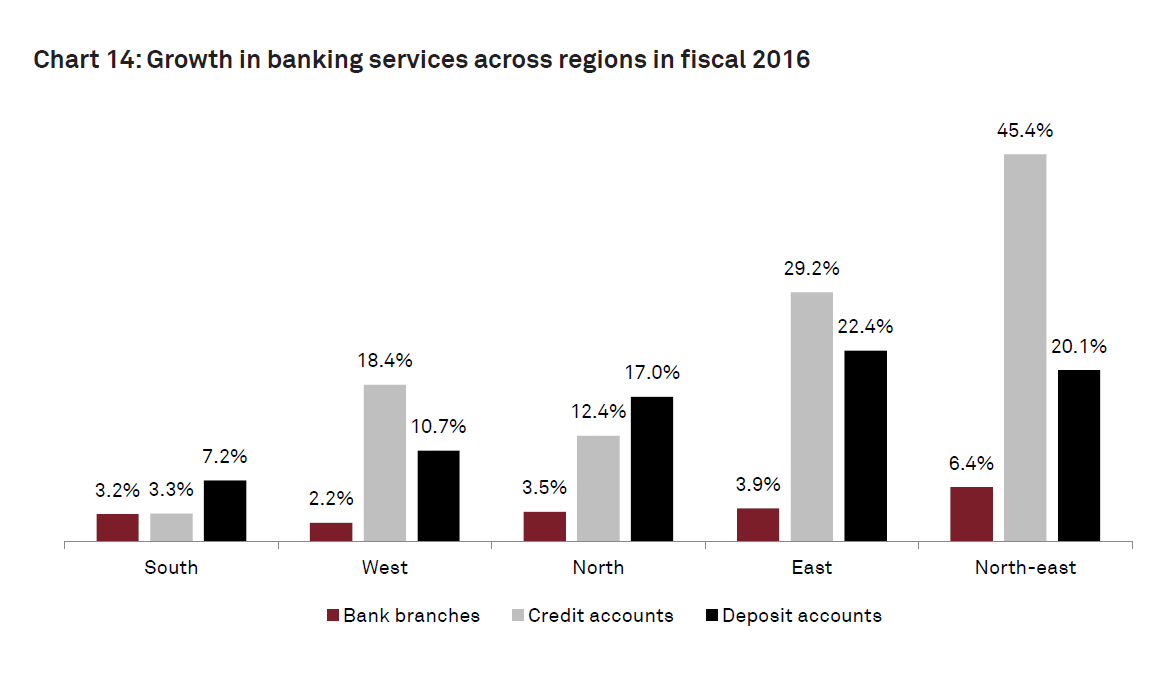 Chart 14: Growth in banking services across regions in fiscal 2016
3.2% 3.3% 7.2%
2.2% 18.4% 10.7%
3.5% 12.4% 17.0%
3.9% 29.2% 22.4%
6.4% 45.4% 20.1%
South West North East North-east
Bank branches Credit accounts Deposit accounts